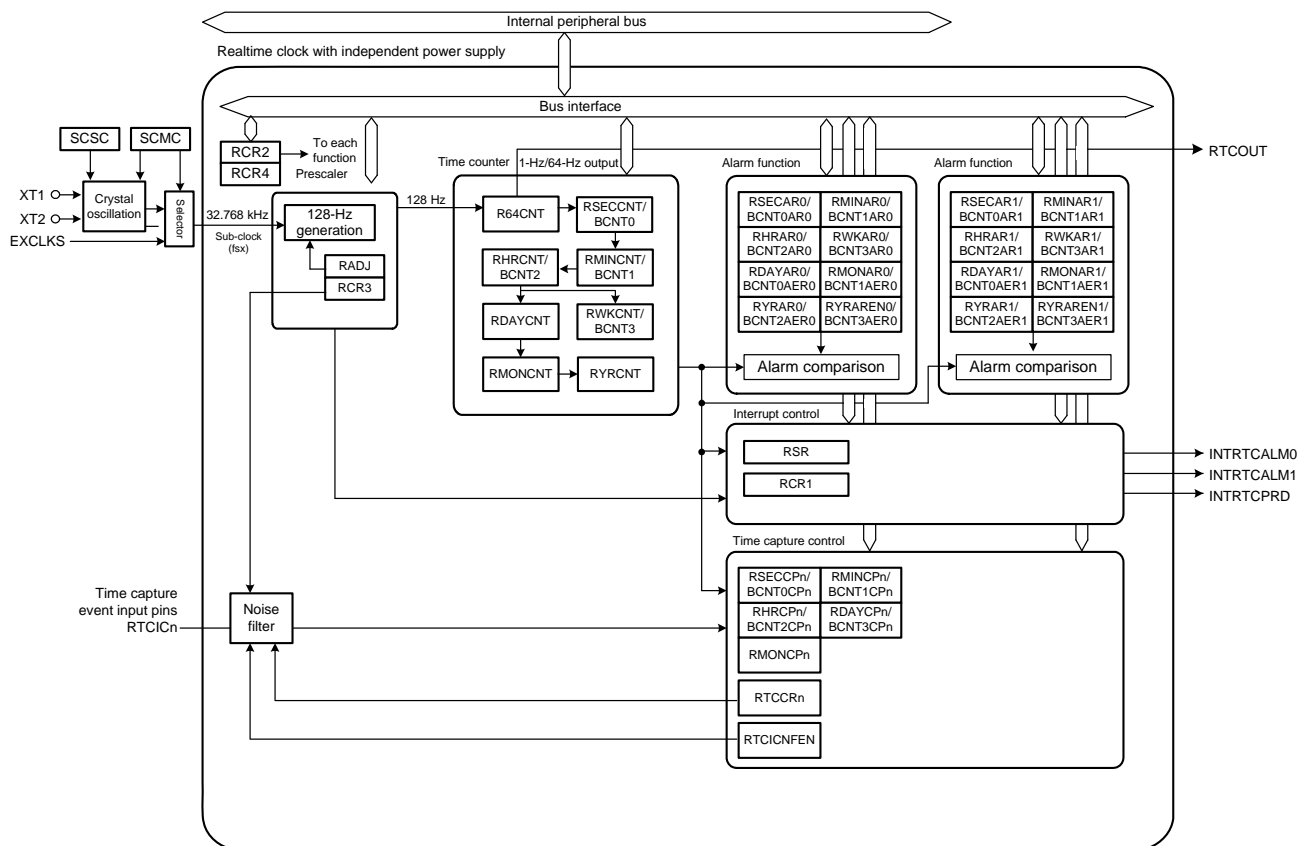 Internal peripheral bus
Realtime clock with independent power supply
Bus interface
SCSC
SCMC
XT1
XT2
EXCLKS
Crystal
oscillation
Selector
32.768 kHz
Sub-clock
(fsx)
RCR2
RCR4
To each
function
Prescaler
128-Hz
generation
RADJ
RCR3
128 Hz
Time counter
1-Hz/64-Hz output
R64CNT
RSECCNT/
BCNT0
RHRCNT/
BCNT2
RMINCNT/
BCNT1
RDAYCNT
RWKCNT/
BCNT3
RMONCNT
RYRCNT
Alarm function
RSECAR0/
BCNT0AR0
RMINAR0/
BCNT1AR0
RHRAR0/
BCNT2AR0
RWKAR0/
BCNT3AR0
RDAYAR0/
BCNT0AER0
RMONAR0/
BCNT1AER0
RYRAR0/
BCNT2AER0
RYRAREN0/
BCNT3AER0
Alarm comparison
Alarm function
RSECAR1/
BCNT0AR1
RMINAR1/
BCNT1AR1
RHRAR1/
BCNT2AR1
RWKAR1/
BCNT3AR1
RDAYAR1/
BCNT0AER1
RMONAR1/
BCNT1AER1
RYRAR1/
BCNT2AER1
RYRAREN1/
BCNT3AER1
Alarm comparison
RTCOUT
Interrupt control
RSR
RCR1
INTRTCALM0
INTRTCALM1
INTRTCPRD
Time capture control
RSECCPn/
BCNT0CPn
RMINCPn/
BCNT1CPn
RHRCPn/
BCNT2CPn
RDAYCPn/
BCNT3CPn
RMONCPn
RTCCRn
RTCICNFEN
Time capture
event input pins
RTCICn
Noise
filter